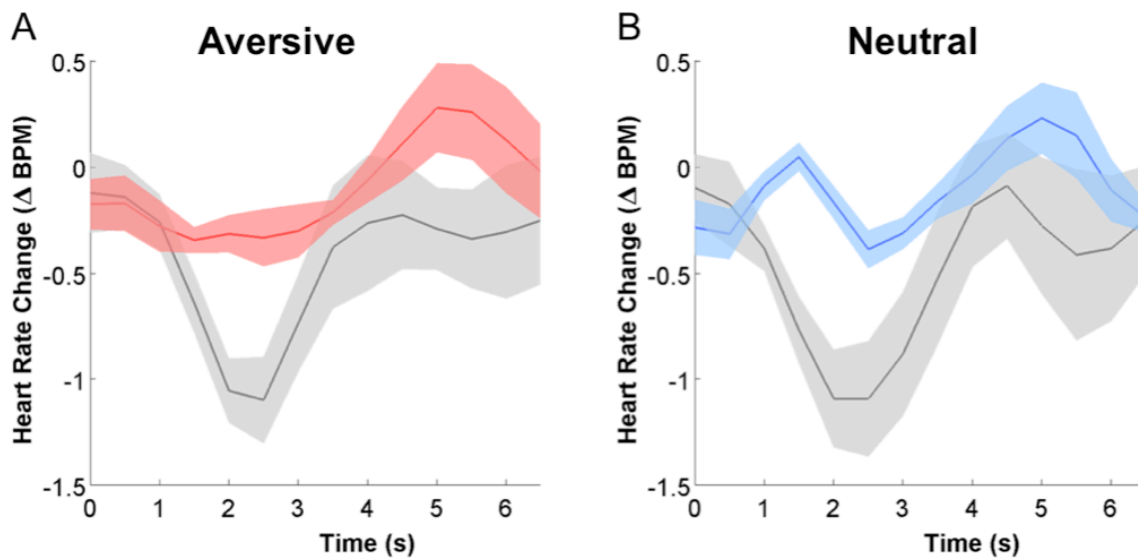 A
Aversive
Heart Rate Change (Δ BPM)
0.5
0
-0.5
-1
-1.5
0 1 2 3 4 5 6
Time (s)
B
Neutral
Heart Rate Change (Δ BPM)
0.5
0
-0.5
-1
-1.5
0 1 2 3 4 5 6
Time (s)